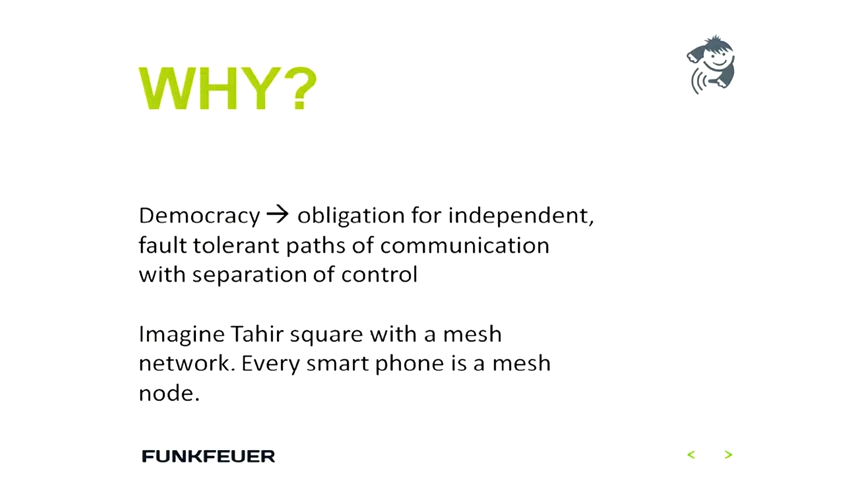 WHY?
Democracy → obligation for independent,
fault tolerant paths of communication
with separation of control
Imagine Tahir square with a mesh
network. Every smart phone is a mesh
node.
FUNKFEUER
< >